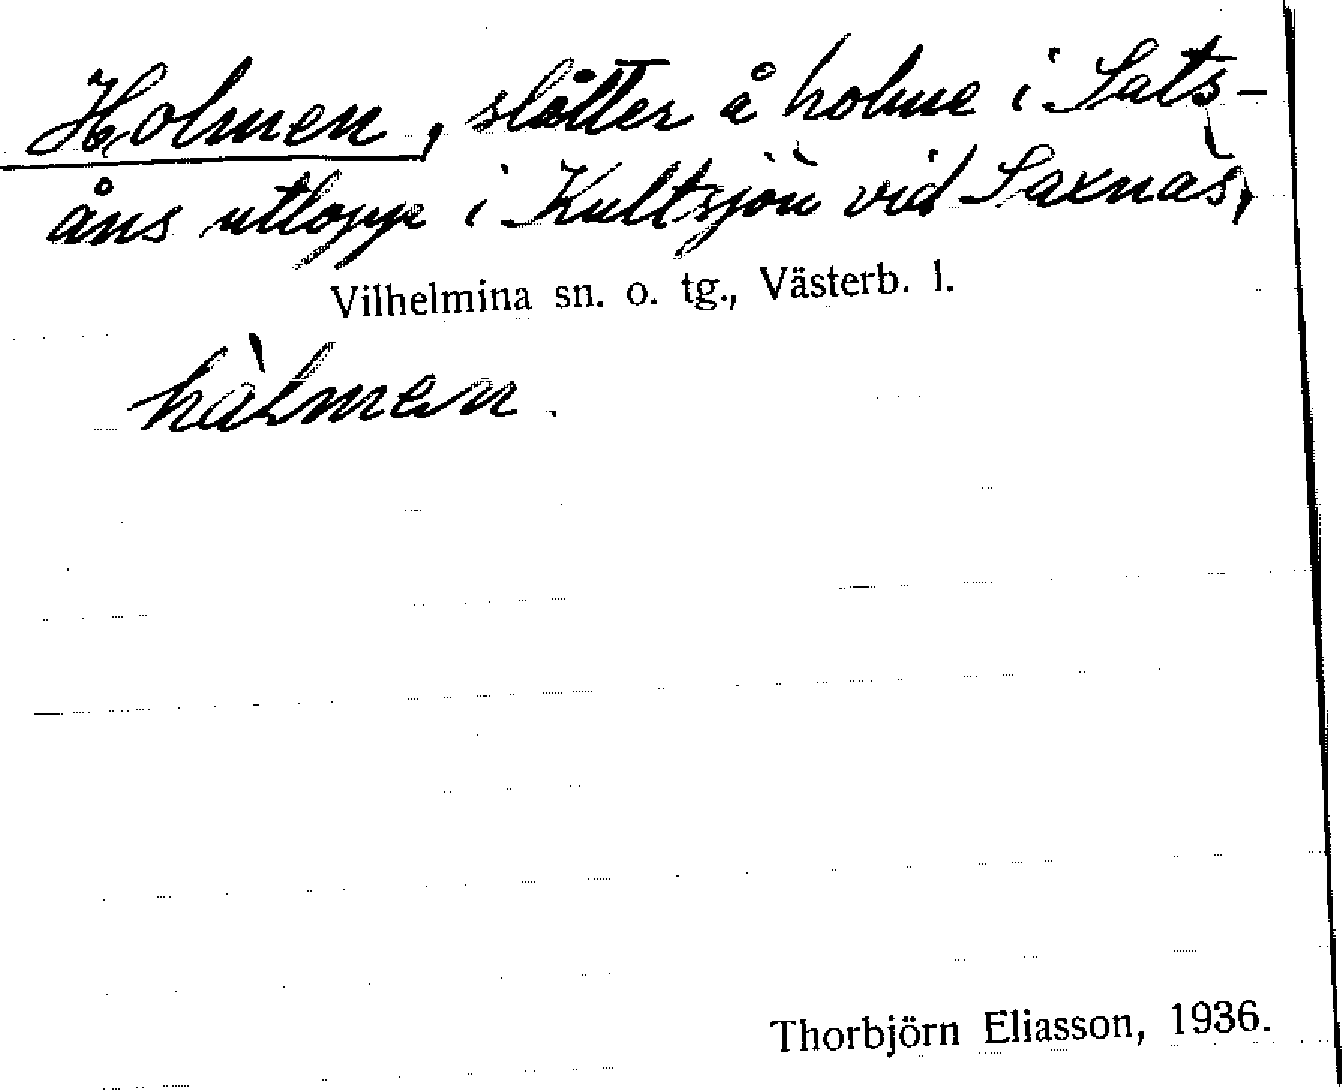 Holmen, slåtter å holme i Sats-
åns utlopp i Kultsjön vid Saxnäs,
Vilhelmina sn. o. tg., Västerb. l.
hòlmen.
Thorbjörn Eliasson, 1936.